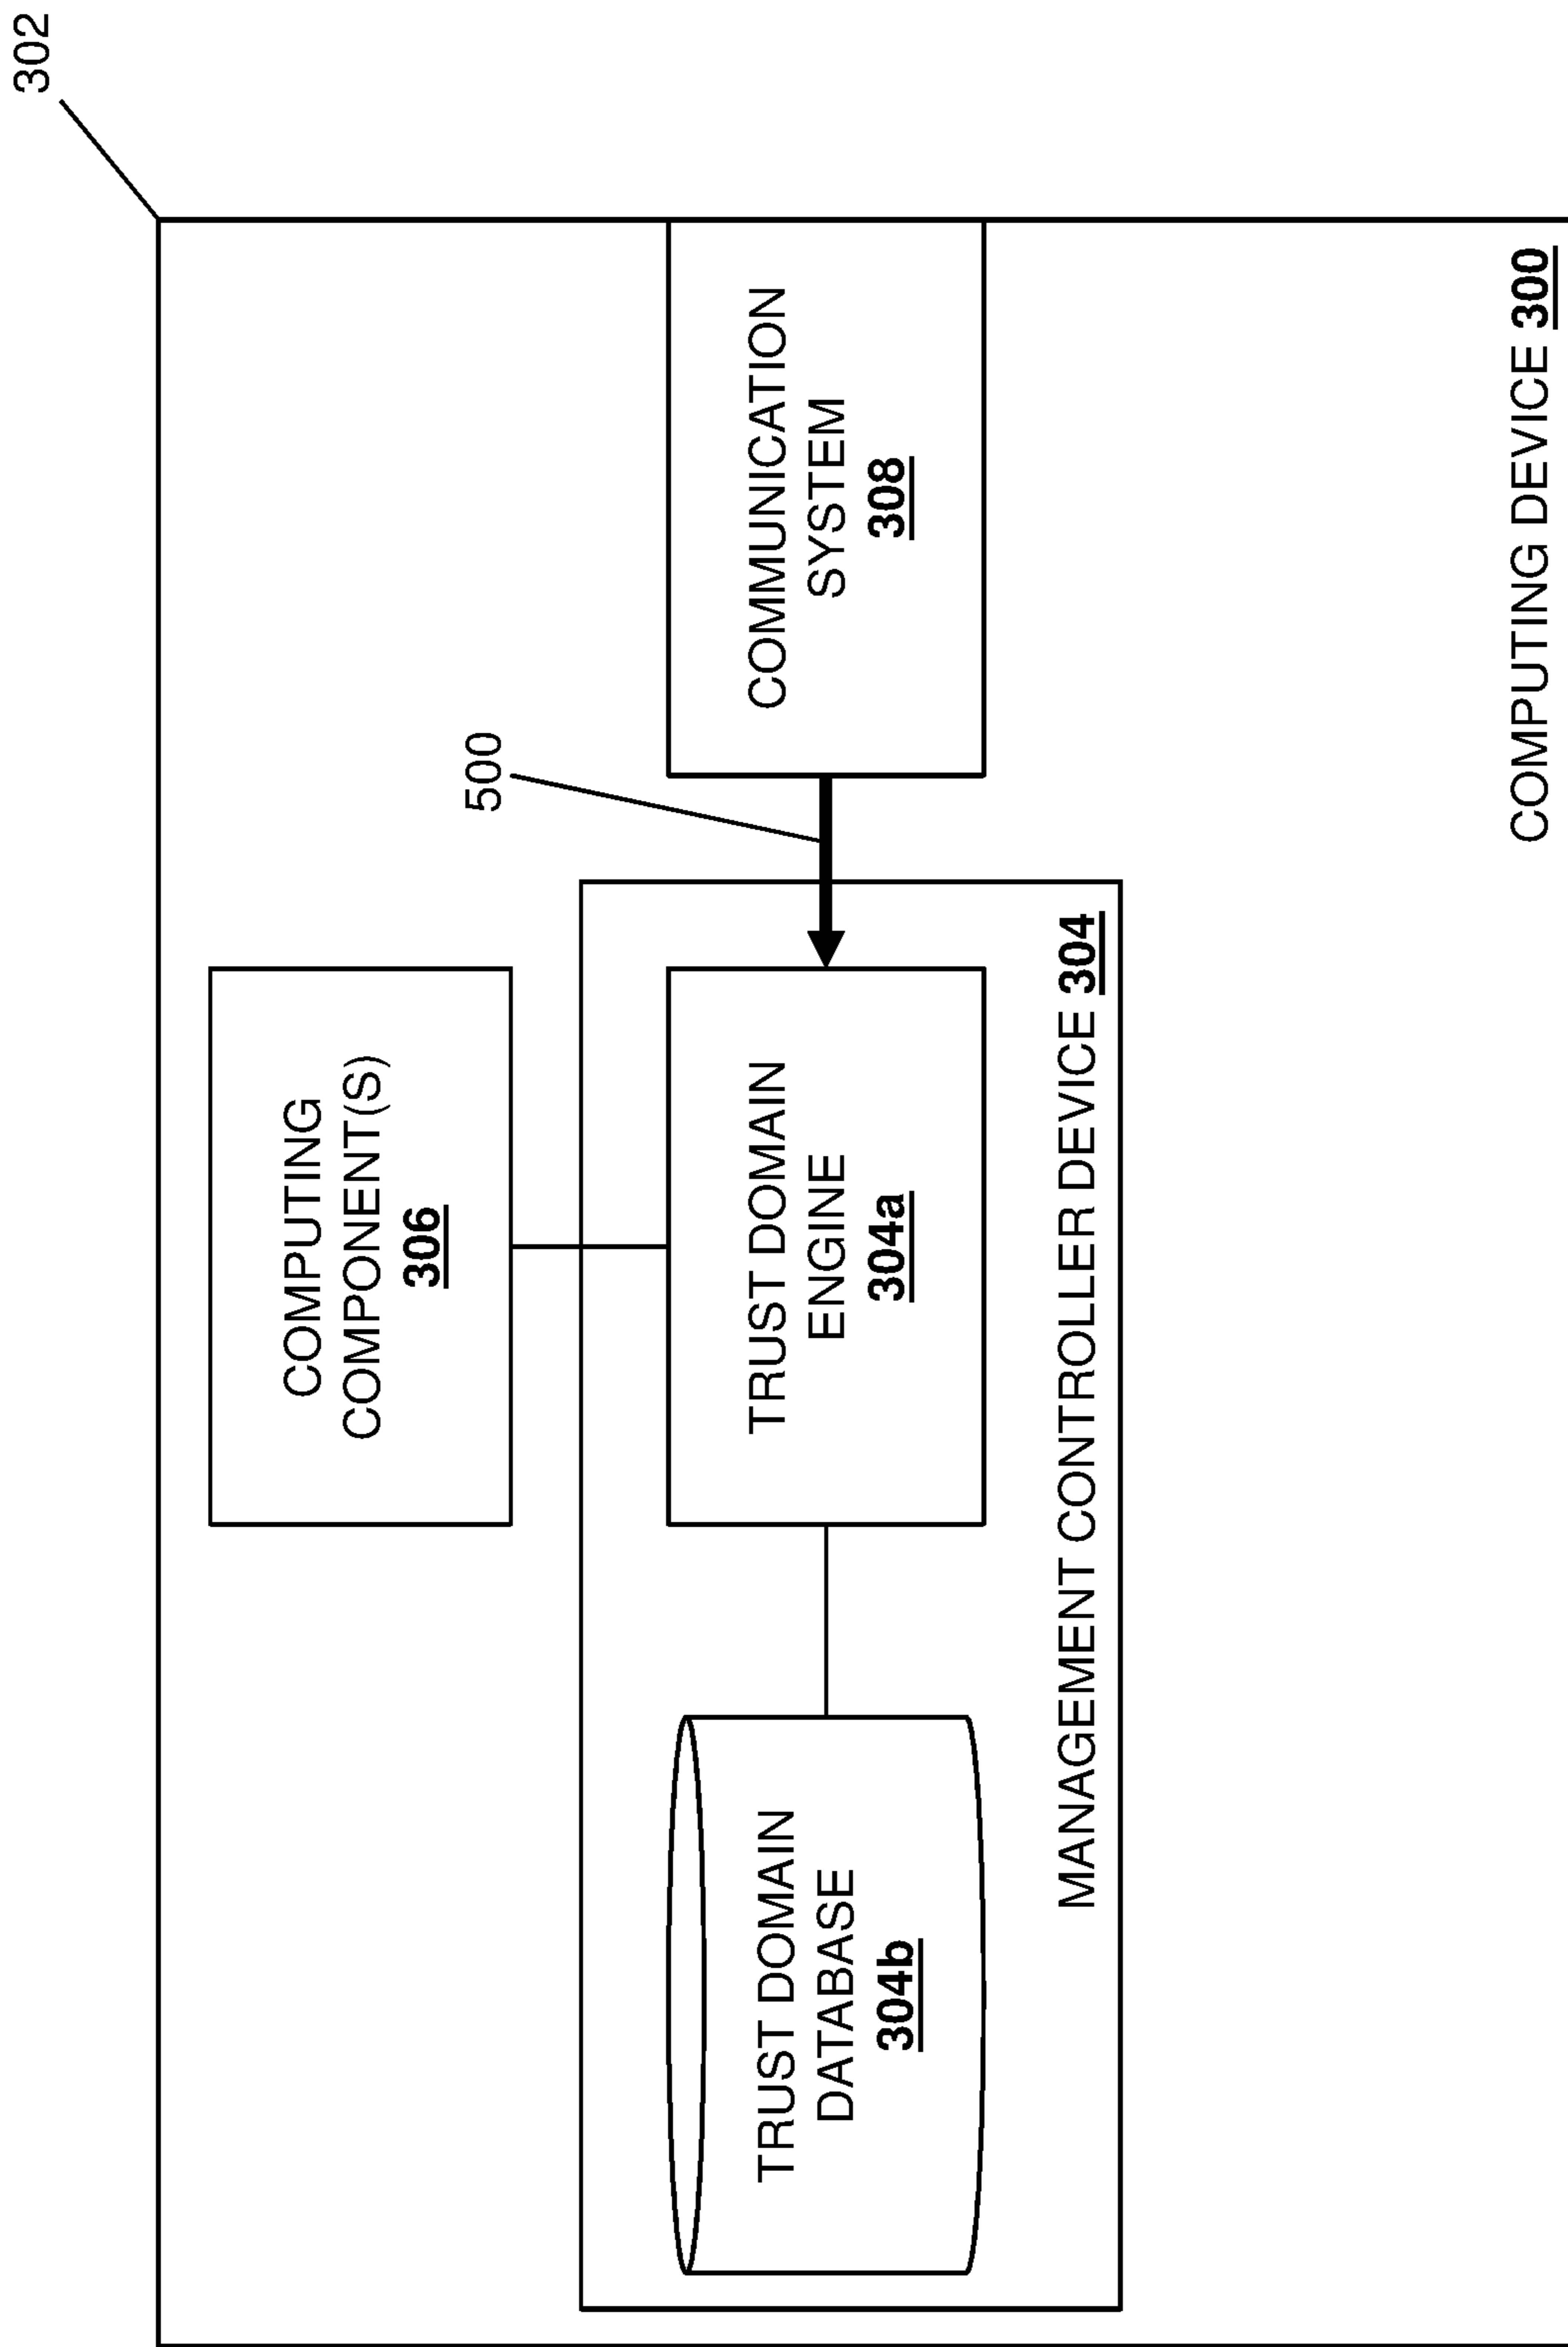 302
COMPUTING
COMPONENT(S)
306
500
TRUST DOMAIN
DATABASE
304b
TRUST DOMAIN
ENGINE
304a
COMMUNICATION
SYSTEM
308
MANAGEMENT CONTROLLER DEVICE 304
COMPUTING DEVICE 300